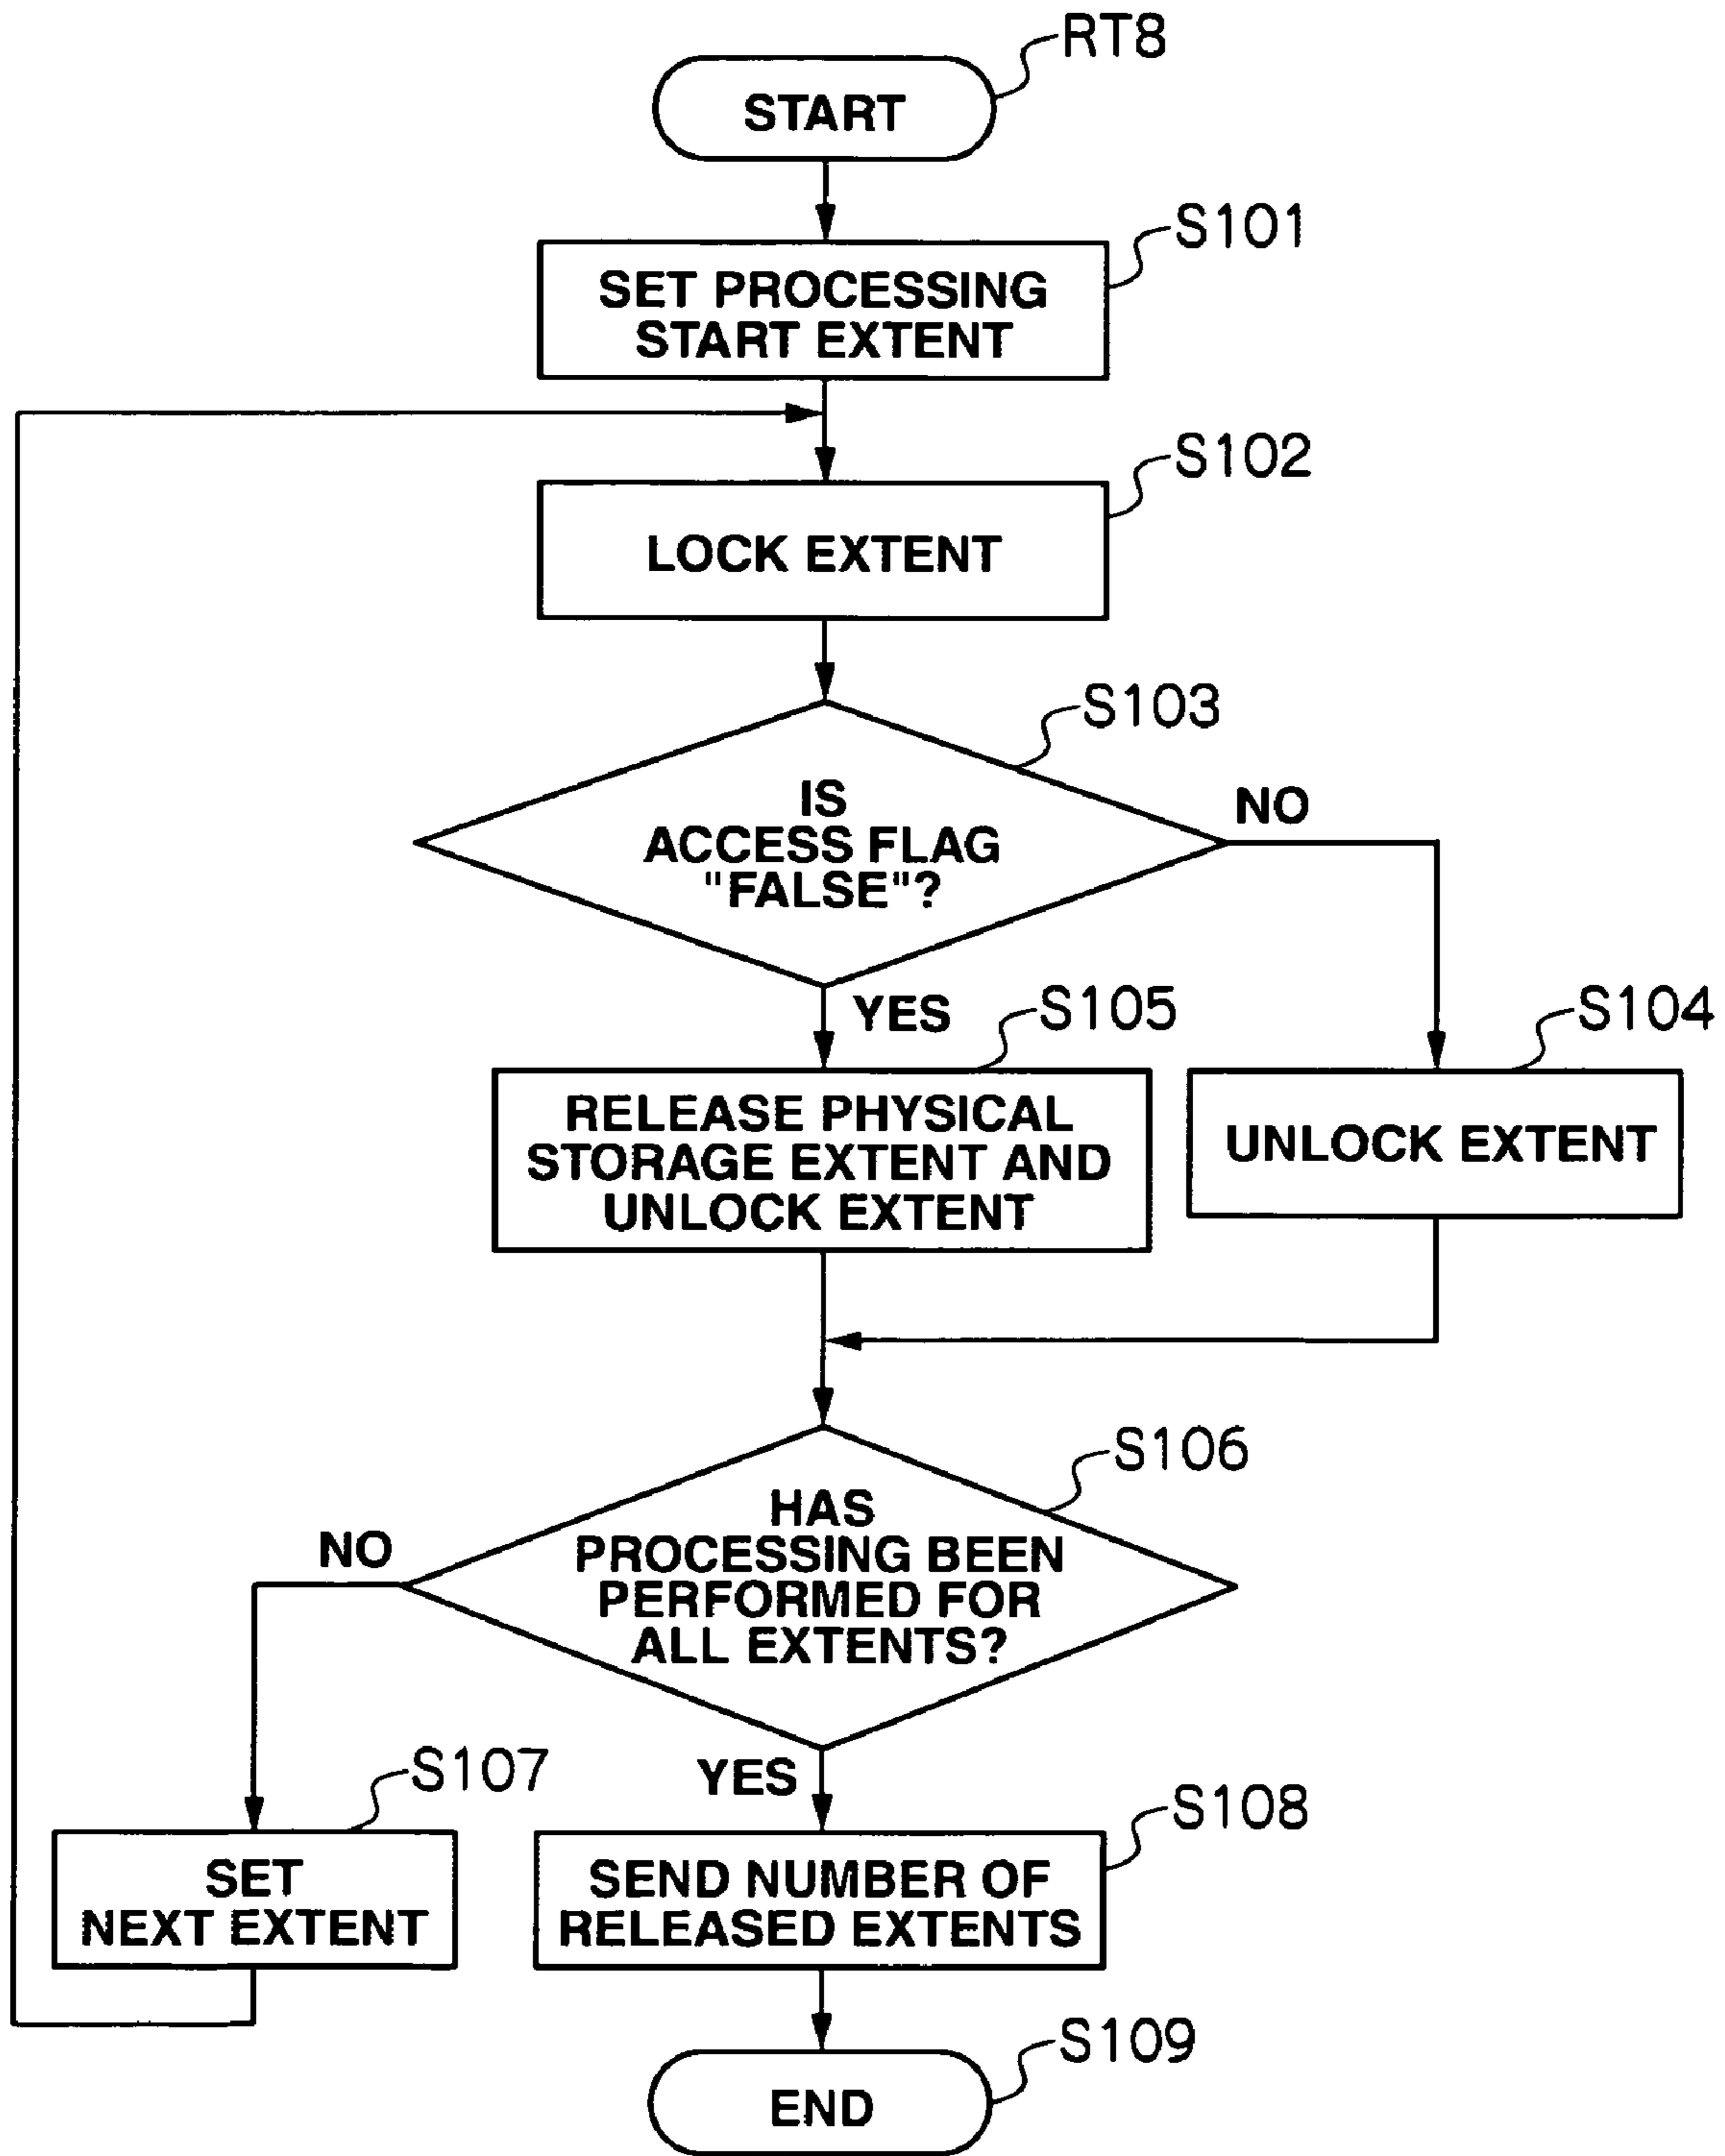 RT8
START
S101
SET PROCESSING
START EXTENT
S102
LOCK EXTENT
S103
IS
ACCESS FLAG
"FALSE"?
NO
YES
S105
S104
RELEASE PHYSICAL
STORAGE EXTENT AND
UNLOCK EXTENT
UNLOCK EXTENT
S106
HAS
PROCESSING BEEN
PERFORMED FOR
ALL EXTENTS?
NO
YES
S107
S108
SET
NEXT EXTENT
SEND NUMBER OF
RELEASED EXTENTS
S109
END